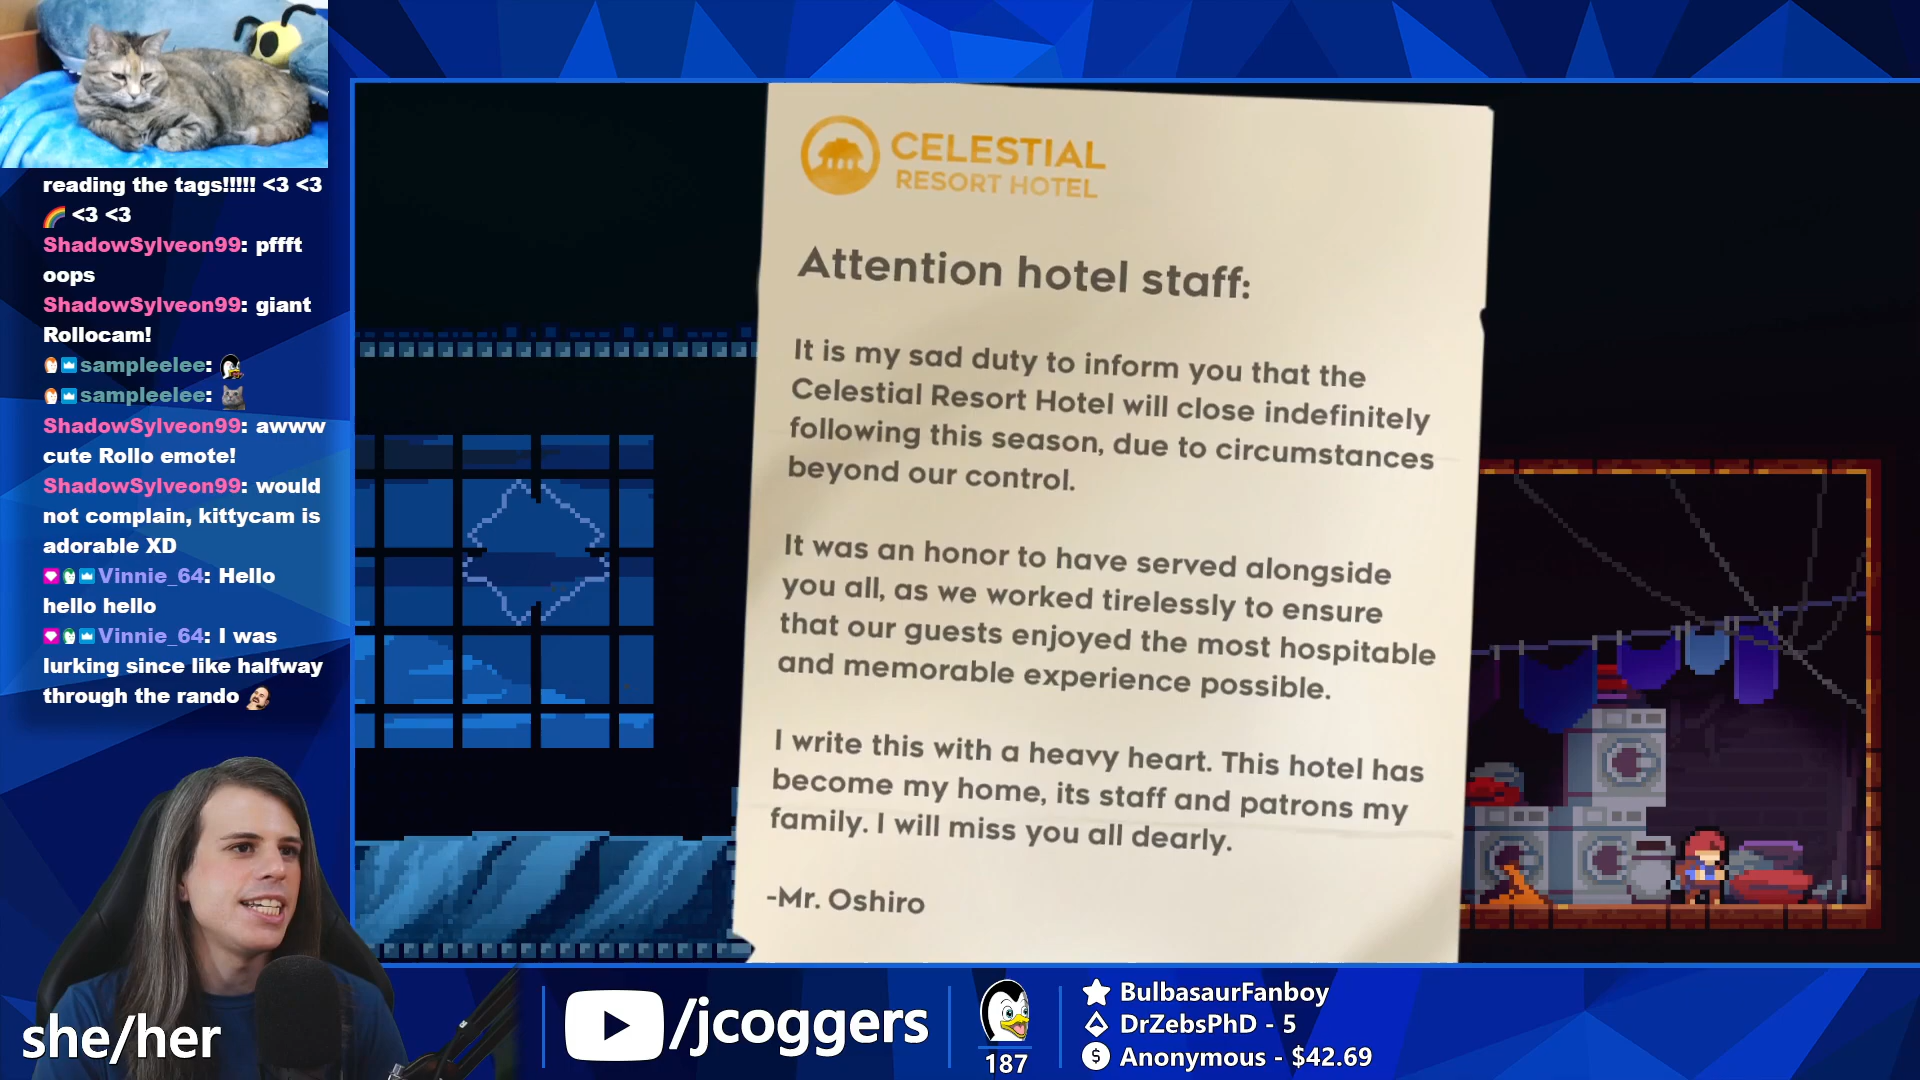 reading the tags!!!!! <3 <3
🌈 <3 <3
ShadowSylveon99: pffft
oops
ShadowSylveon99: giant
Rollocam!
sampleelee:
sampleelee:
ShadowSylveon99: awww
cute Rollo emote!
ShadowSylveon99: would
not complain, kittycam is
adorable XD
Vinnie_64: Hello
hello hello
Vinnie_64: I was
lurking since like halfway
through the rando
CELESTIAL
RESORT HOTEL
Attention hotel staff:
It is my sad duty to inform you that the
Celestial Resort Hotel will close indefinitely
following this season, due to circumstances
beyond our control.
It was an honor to have served alongside
you all, as we worked tirelessly to ensure
that our guests enjoyed the most hospitable
and memorable experience possible.
I write this with a heavy heart. This hotel has
become my home, its staff and patrons my
family. I will miss you all dearly.
-Mr. Oshiro
she/her
/jcoggers
187
BulbasaurFanboy
DrZebsPhD - 5
Anonymous - $42.69